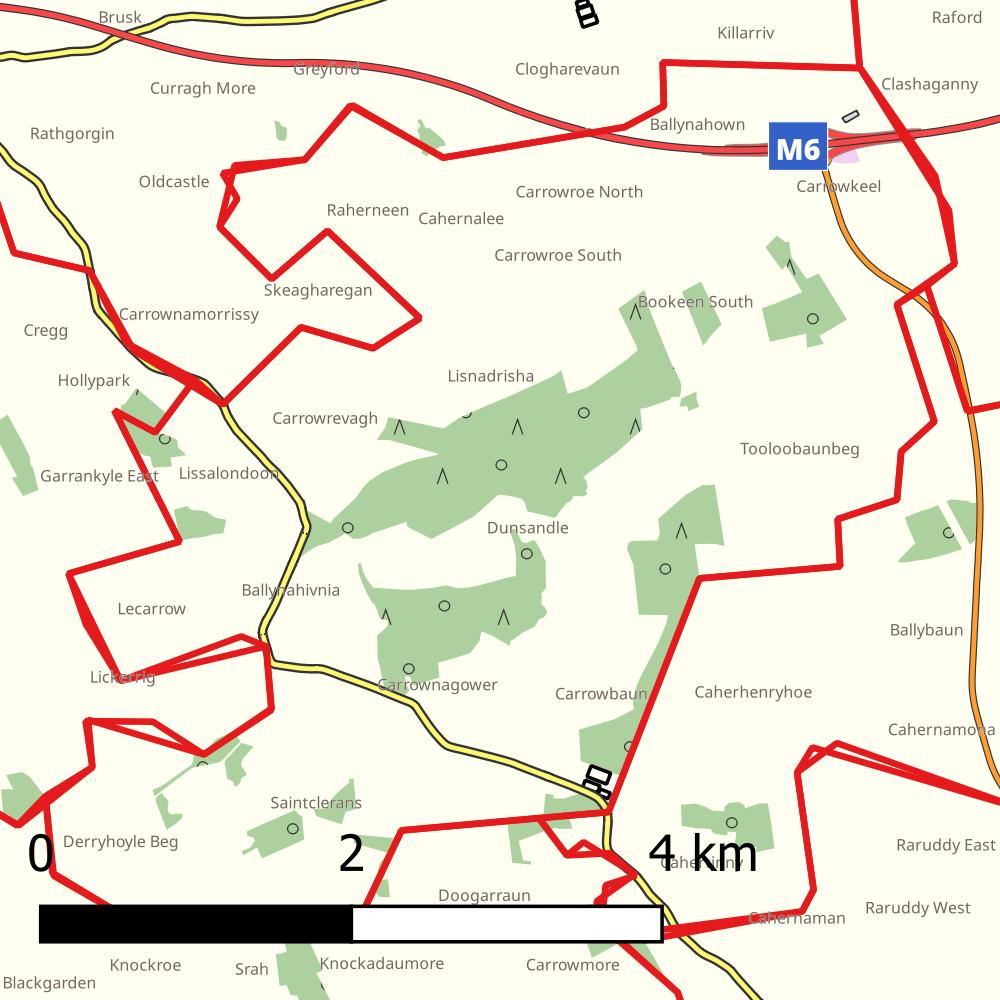 Brusk
Raford
Killarriv
Greyford
Clogharevaun
Curragh More
Clashaganny
Ballynahown
Rathgorgin
M6
Oldcastle
Carrowkeel
Carrowroe North
Raherneen
Cahernalee
Carrowroe South
Skeagharegan
Bookeen South
Carrownamorrissy
Cregg
Lisnadrisha
Hollypark
Carrowrevagh
Tooloobaunbeg
Garrankyle East
Lissalondoon
Dunsandle
Ballynahivnia
Lecarrow
Ballybaun
Lickerrig
Carrownagower
Carrowbaun
Caherhenryhoe
Cahernamona
Saintclerans
Derryhoyle Beg
Raruddy East
0 2 4 km
Cahertinny
Doogarraun
Raruddy West
Cahernaman
Knockroe
Srah
Knockadaumore
Carrowmore
Blackgarden